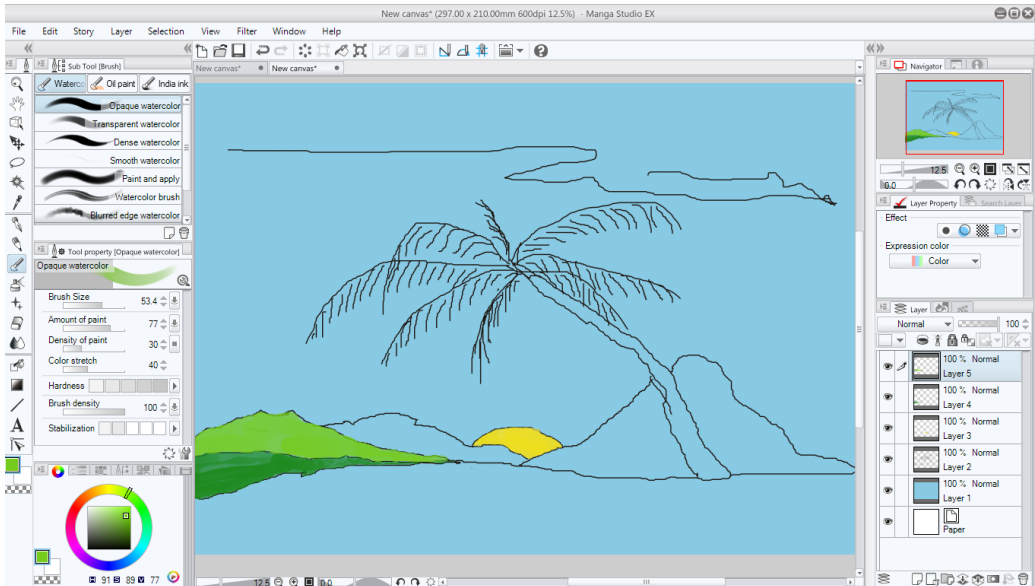 New canvas* (297.00 x 210.00mm 600dpi 12.5%) - Manga Studio EX
File Edit Story Layer Selection View Filter Window Help
Sub Tool [Brush]
Waterco Oil paint India ink
Opaque watercolor
Transparent watercolor
Dense watercolor
Smooth watercolor
Paint and apply
Watercolor brush
Blurred edge watercolor
Tool property [Opaque watercolor]
Opaque watercolor
Brush Size 53.4
Amount of paint 77
Density of paint 30
Color stretch 40
Hardness
Brush density 100
Stabilization
A
91 S 89 V 77
New canvas* New canvas*
12.5 0.0
Navigator
12.5
0.0
Layer Property Search Layer
Effect
Expression color
Color
Layer
Normal 100
100 % Normal
Layer 5
100 % Normal
Layer 4
100 % Normal
Layer 3
100 % Normal
Layer 2
100 % Normal
Layer 1
Paper